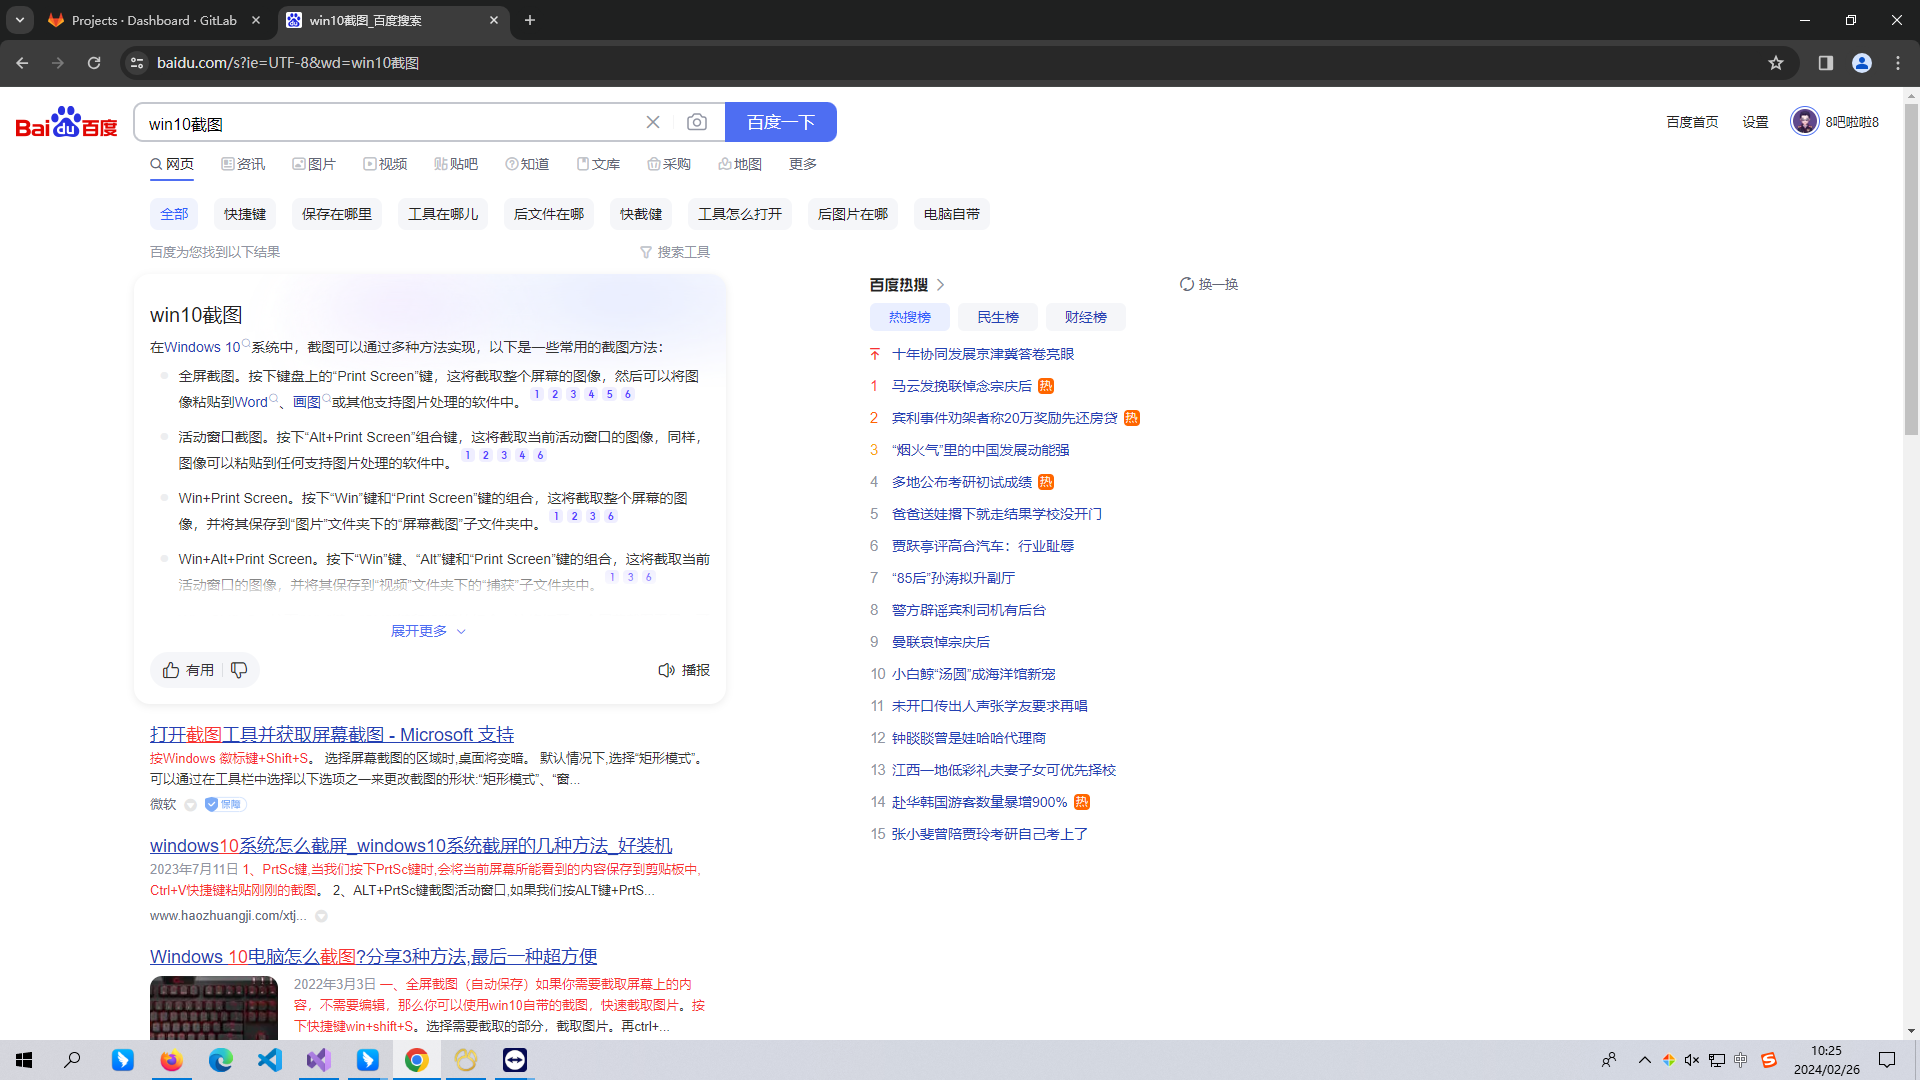 Projects · Dashboard · GitLab
win10截图_百度搜索
baidu.com/s?ie=UTF-8&wd=win10截图
Bai du 百度
win10截图
百度一下
百度首页
设置
8吧啦啦8
网页
资讯
图片
视频
贴吧
知道
文库
采购
地图
更多
全部
快捷键
保存在哪里
工具在哪儿
后文件在哪
快截健
工具怎么打开
后图片在哪
电脑自带
百度为您找到以下结果
搜索工具
win10截图
在Windows 10系统中，截图可以通过多种方法实现，以下是一些常用的截图方法：
全屏截图。按下键盘上的“Print Screen”键，这将截取整个屏幕的图像，然后可以将图
像粘贴到Word、画图或其他支持图片处理的软件中。 1 2 3 4 5 6
活动窗口截图。按下“Alt+Print Screen”组合键，这将截取当前活动窗口的图像，同样，
图像可以粘贴到任何支持图片处理的软件中。 1 2 3 4 6
Win+Print Screen。按下“Win”键和“Print Screen”键的组合，这将截取整个屏幕的图
像，并将其保存到“图片”文件夹下的“屏幕截图”子文件夹中。 1 2 3 6
Win+Alt+Print Screen。按下“Win”键、“Alt”键和“Print Screen”键的组合，这将截取当前
活动窗口的图像，并将其保存到“视频”文件夹下的“捕获”子文件夹中。 1 3 6
展开更多
有用
播报
打开截图工具并获取屏幕截图 - Microsoft 支持
按Windows 徽标键+Shift+S。 选择屏幕截图的区域时,桌面将变暗。 默认情况下,选择“矩形模式”。
可以通过在工具栏中选择以下选项之一来更改截图的形状:“矩形模式”、“窗...
微软
保障
windows10系统怎么截屏_windows10系统截屏的几种方法_好装机
2023年7月11日 1、PrtSc键,当我们按下PrtSc键时,会将当前屏幕所能看到的内容保存到剪贴板中,
Ctrl+V快捷键粘贴刚刚的截图。 2、ALT+PrtSc键截图活动窗口,如果我们按ALT键+PrtS...
www.haozhuangji.com/xtj...
Windows 10电脑怎么截图?分享3种方法,最后一种超方便
2022年3月3日 一、全屏截图（自动保存）如果你需要截取屏幕上的内
容，不需要编辑，那么你可以使用win10自带的截图，快速截取图片。按
下快捷键win+shift+S。选择需要截取的部分，截取图片。再ctrl+...
百度热搜
换一换
热搜榜
民生榜
财经榜
十年协同发展京津冀答卷亮眼
1 马云发挽联悼念宗庆后 热
2 宾利事件劝架者称20万奖励先还房贷 热
3 “烟火气”里的中国发展动能强
4 多地公布考研初试成绩 热
5 爸爸送娃撂下就走结果学校没开门
6 贾跃亭评高合汽车：行业耻辱
7 “85后”孙涛拟升副厅
8 警方辟谣宾利司机有后台
9 曼联哀悼宗庆后
10 小白鲸“汤圆”成海洋馆新宠
11 未开口传出人声张学友要求再唱
12 钟睒睒曾是娃哈哈代理商
13 江西一地低彩礼夫妻子女可优先择校
14 赴华韩国游客数量暴增900% 热
15 张小斐曾陪贾玲考研自己考上了
中
10:25
2024/02/26